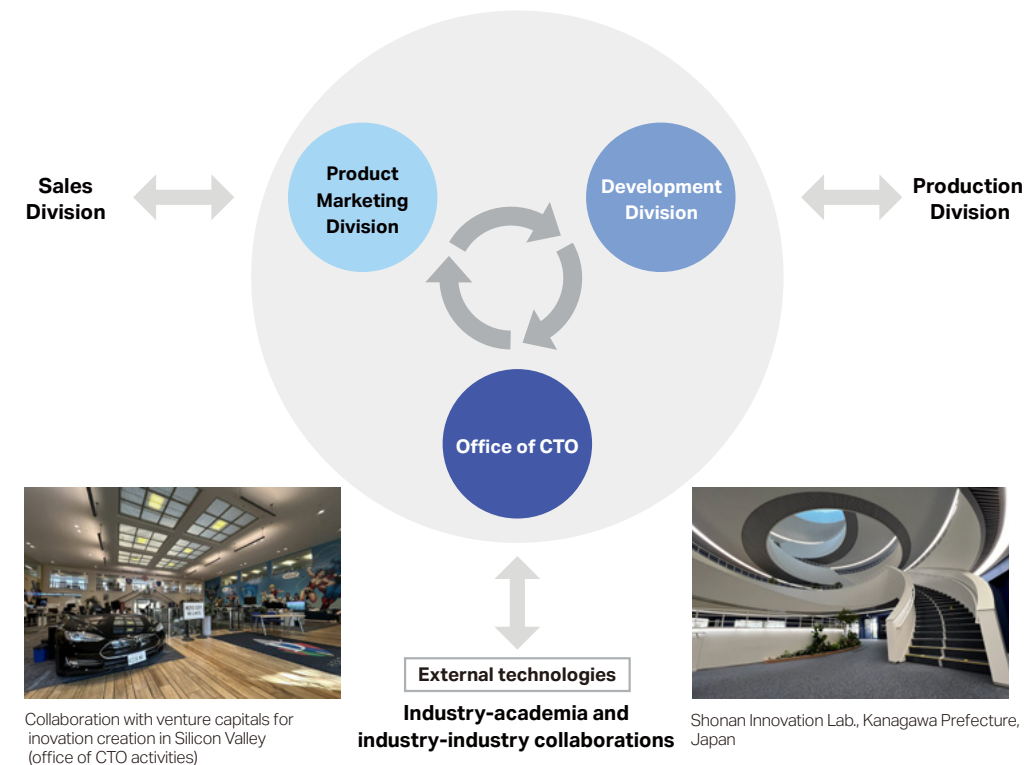 Product
Marketing
Division
Development
Division
Sales
Division
Production
Division
Office of CTO
External technologies
Industry-academia and
industry-industry collaborations
Collaboration with venture capitals for
inovation creation in Silicon Valley
(office of CTO activities)
Shonan Innovation Lab., Kanagawa Prefecture,
Japan